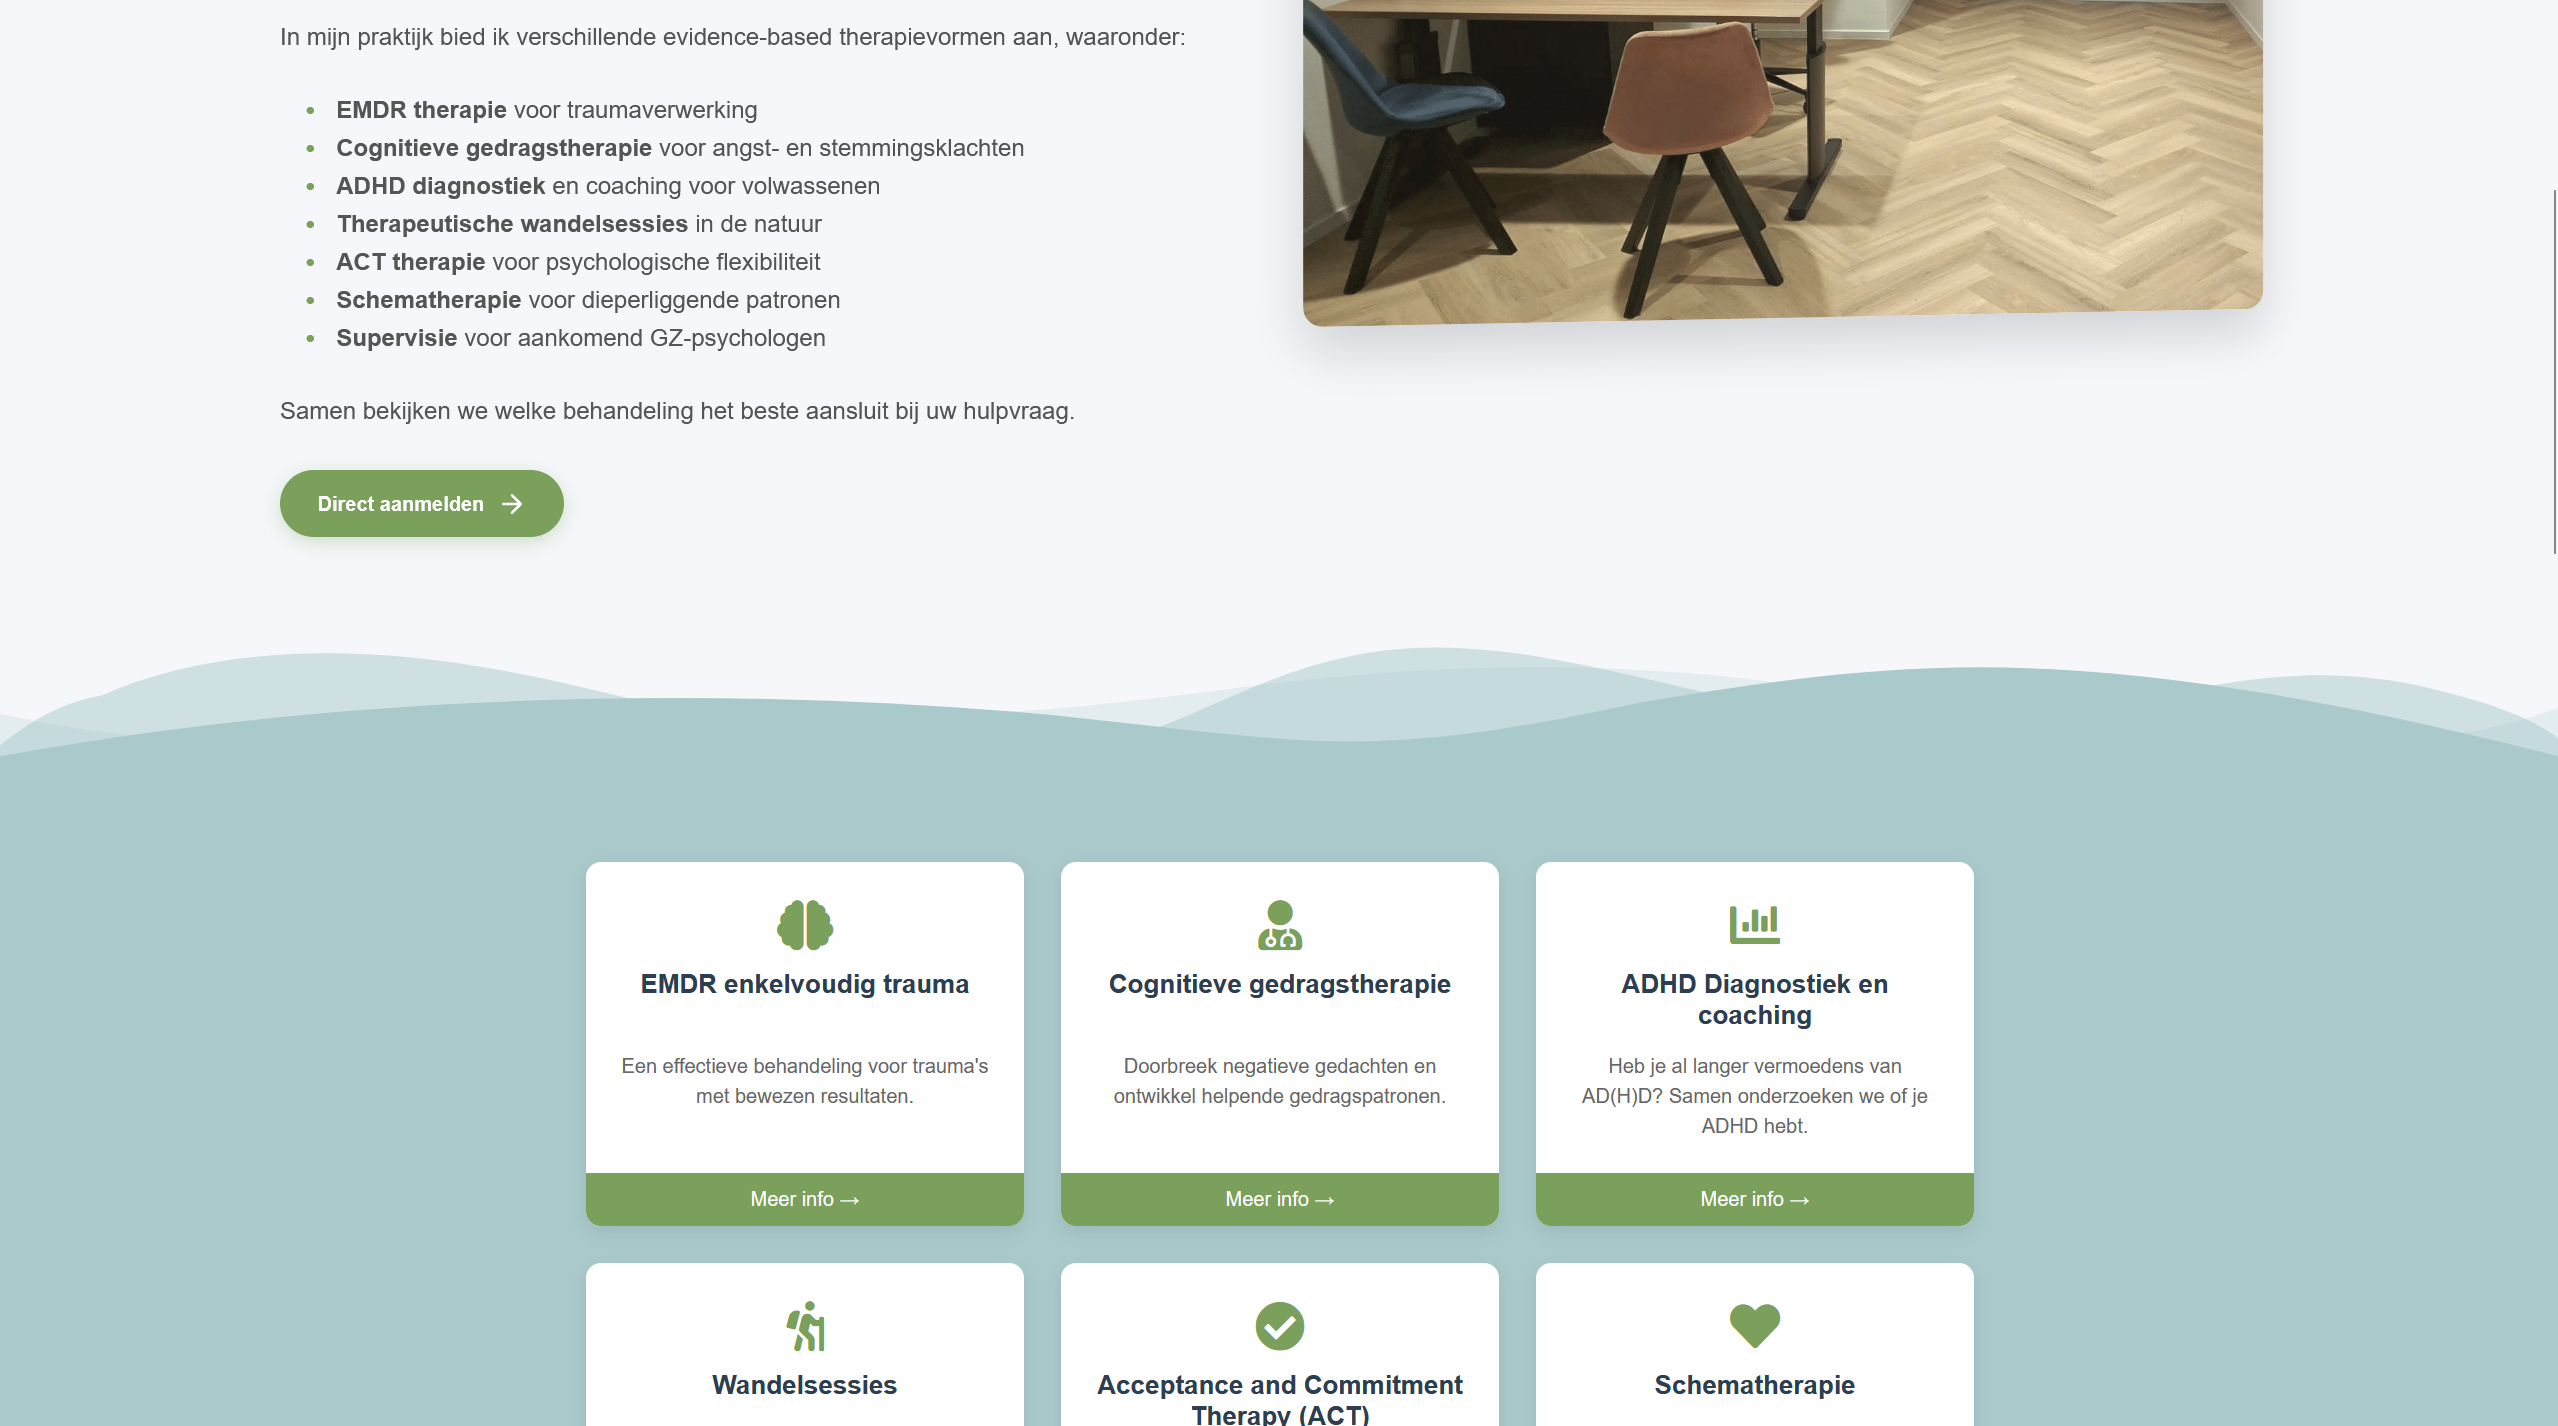 In mijn praktijk bied ik verschillende evidence-based therapievormen aan, waaronder:
EMDR therapie voor traumaverwerking
Cognitieve gedragstherapie voor angst- en stemmingsklachten
ADHD diagnostiek en coaching voor volwassenen
Therapeutische wandelsessies in de natuur
ACT therapie voor psychologische flexibiliteit
Schematherapie voor dieperliggende patronen
Supervisie voor aankomend GZ-psychologen
Samen bekijken we welke behandeling het beste aansluit bij uw hulpvraag.
Direct aanmelden →
EMDR enkelvoudig trauma
Een effectieve behandeling voor trauma's
met bewezen resultaten.
Meer info →
Cognitieve gedragstherapie
Doorbreek negatieve gedachten en
ontwikkel helpende gedragspatronen.
Meer info →
ADHD Diagnostiek en
coaching
Heb je al langer vermoedens van
AD(H)D? Samen onderzoeken we of je
ADHD hebt.
Meer info →
Wandelsessies
Acceptance and Commitment
Therapy (ACT)
Schematherapie